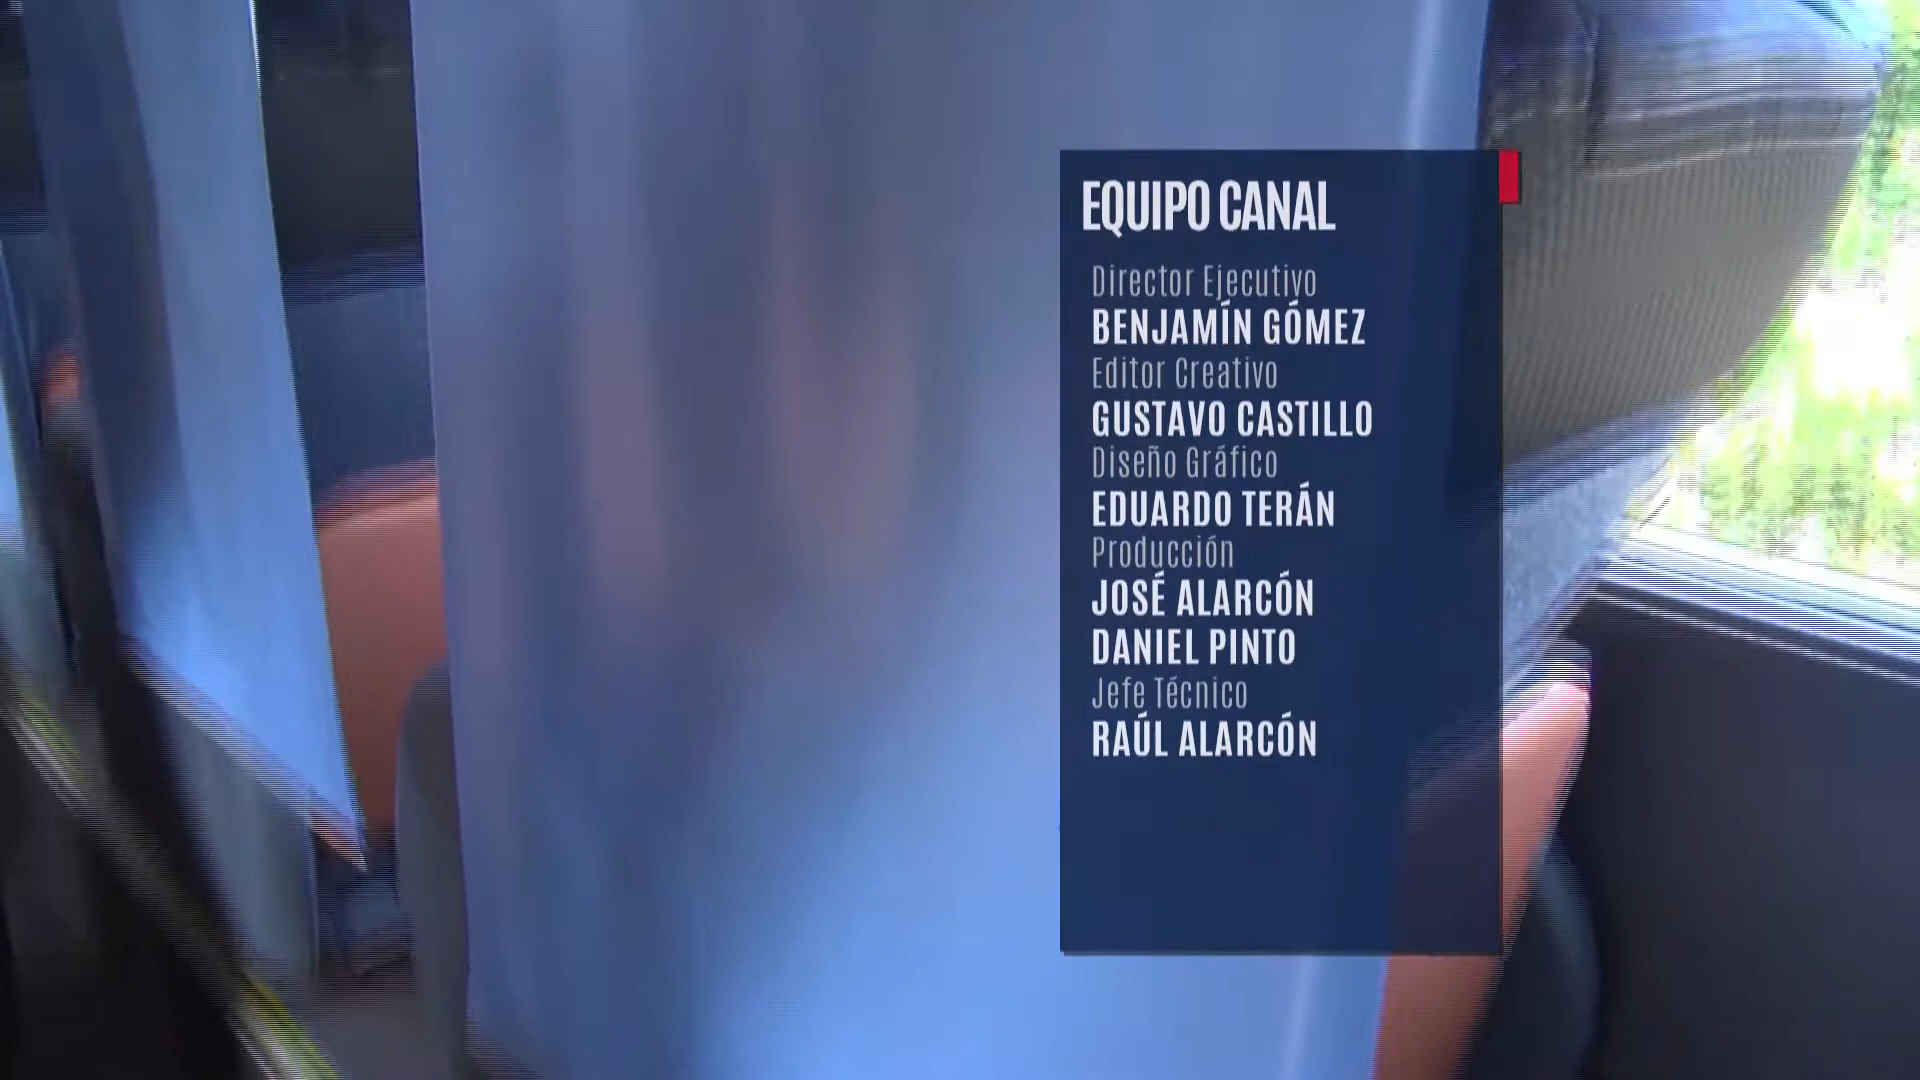 EQUIPO CANAL
Director Ejecutivo
BENJAMÍN GÓMEZ
Editor Creativo
GUSTAVO CASTILLO
Diseño Gráfico
EDUARDO TERÁN
Producción
JOSÉ ALARCÓN
DANIEL PINTO
Jefe Técnico
RAÚL ALARCÓN